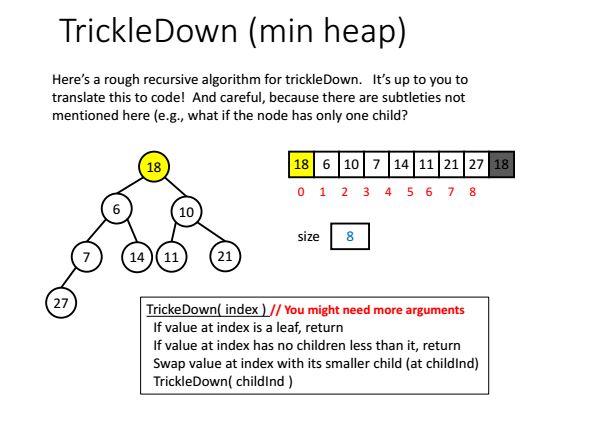 TrickleDown (min heap)
Here's a rough recursive algorithm for trickleDown. It's up to you to
translate this to code! And careful, because there are subtleties not
mentioned here (e.g., what if the node has only one child?
18
6 10
7 14 11 21
27
18 6 10 7 14 11 21 27 18
0 1 2 3 4 5 6 7 8
size 8
TrickeDown( index ) // You might need more arguments
If value at index is a leaf, return
If value at index has no children less than it, return
Swap value at index with its smaller child (at childInd)
TrickleDown( childInd )